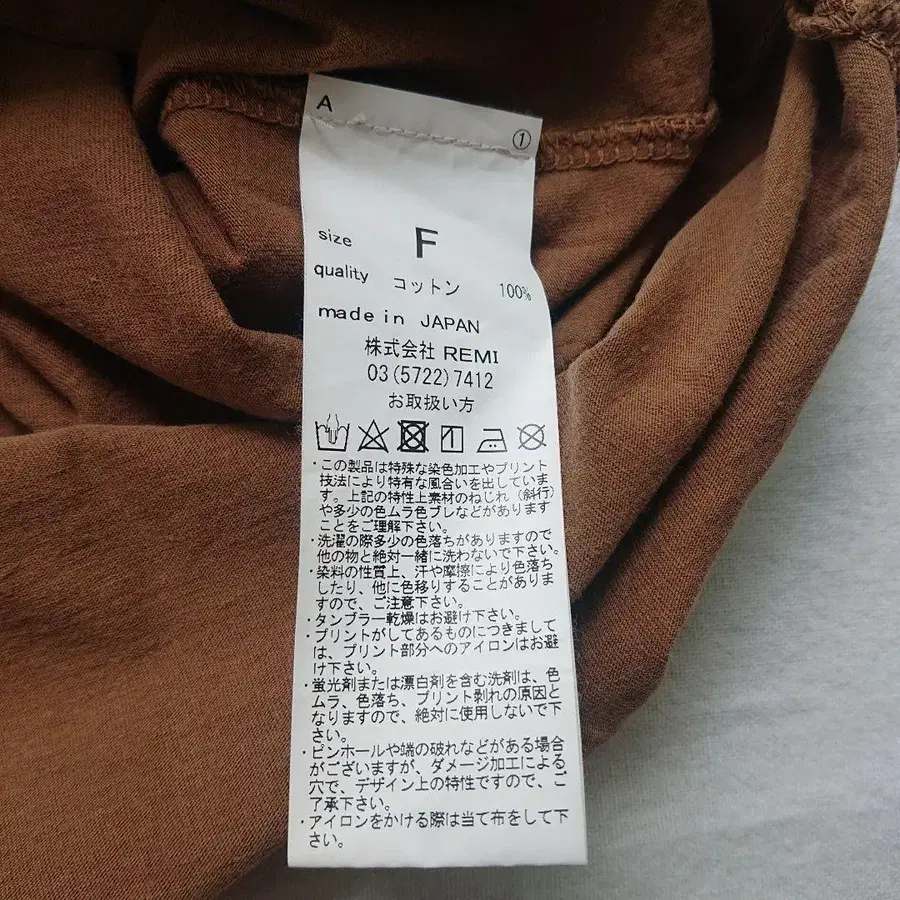 A
①
size F
quality コットン 100%
made in JAPAN
株式会社 REMI
03(5722)7412
お取扱い方
・この製品は特殊な染色加工やプリント
技法により特有な風合いを出していま
す。上記の特性上素材のねじれ（斜行）
や多少の色ムラ色ブレなどがあります
ことをご理解下さい。
・洗濯の際多少の色落ちがありますので
他の物と絶対一緒に洗わないで下さい。
・染料の性質上、汗や摩擦により色落ち
したり、他に色移りすることがありま
すので、ご注意下さい。
・タンブラー乾燥はお避け下さい。
・プリントがしてあるものにつきまして
は、プリント部分へのアイロンはお避
け下さい。
・蛍光剤または漂白剤を含む洗剤は、色
ムラ、色落ち、プリント剥れの原因と
なりますので、絶対に使用しないで下
さい。
・ピンホールや端の破れなどがある場合
がございますが、ダメージ加工による
穴で、デザイン上の特性ですので、ご
了承下さい。
・アイロンをかける際は当て布をして下
さい。